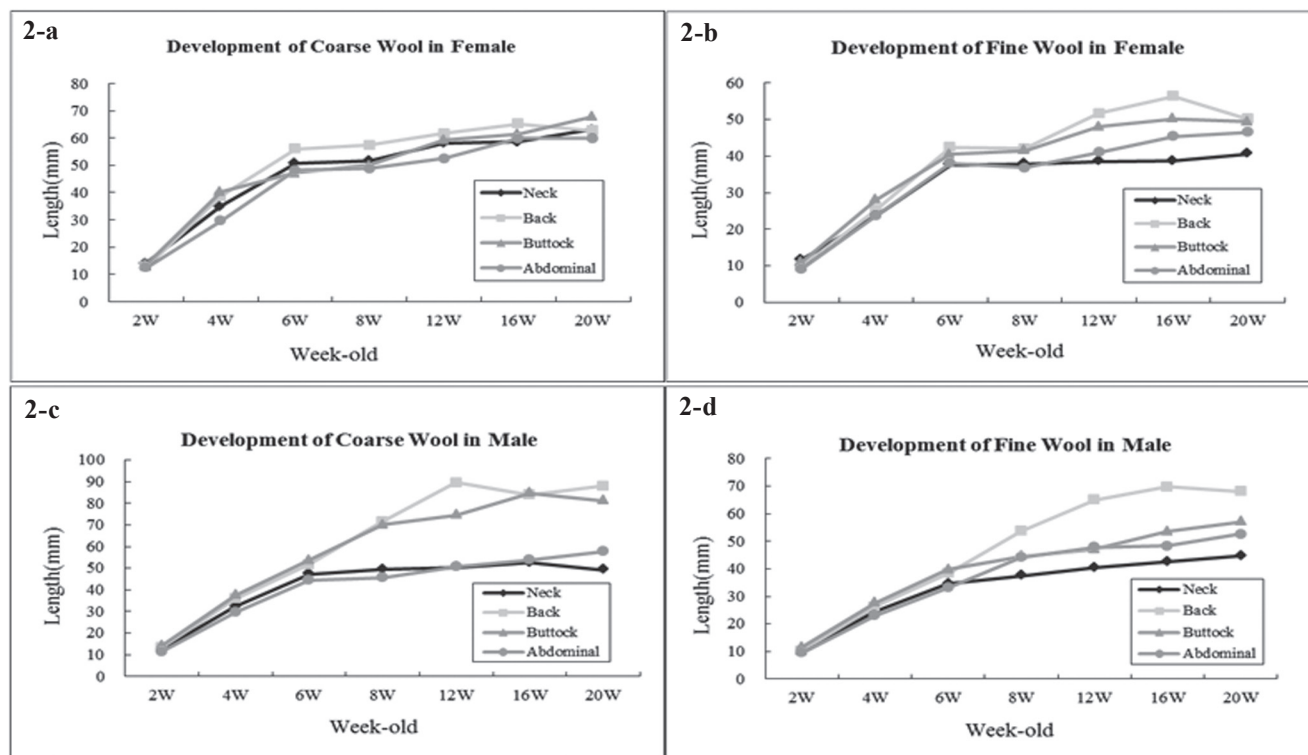 2-a
Development of Coarse Wool in Female
80
70
60
50
40
30
20
10
0
Length(mm)
Neck
Back
Buttock
Abdominal
2W 4W 6W 8W 12W 16W 20W
Week-old
2-b
Development of Fine Wool in Female
60
50
40
30
20
10
0
Length(mm)
Neck
Back
Buttock
Abdominal
2W 4W 6W 8W 12W 16W 20W
Week-old
2-c
Development of Coarse Wool in Male
100
90
80
70
60
50
40
30
20
10
0
Length(mm)
Neck
Back
Buttock
Abdominal
2W 4W 6W 8W 12W 16W 20W
Week-old
2-d
Development of Fine Wool in Male
80
70
60
50
40
30
20
10
0
Length(mm)
Neck
Back
Buttock
Abdominal
2W 4W 6W 8W 12W 16W 20W
Week-old